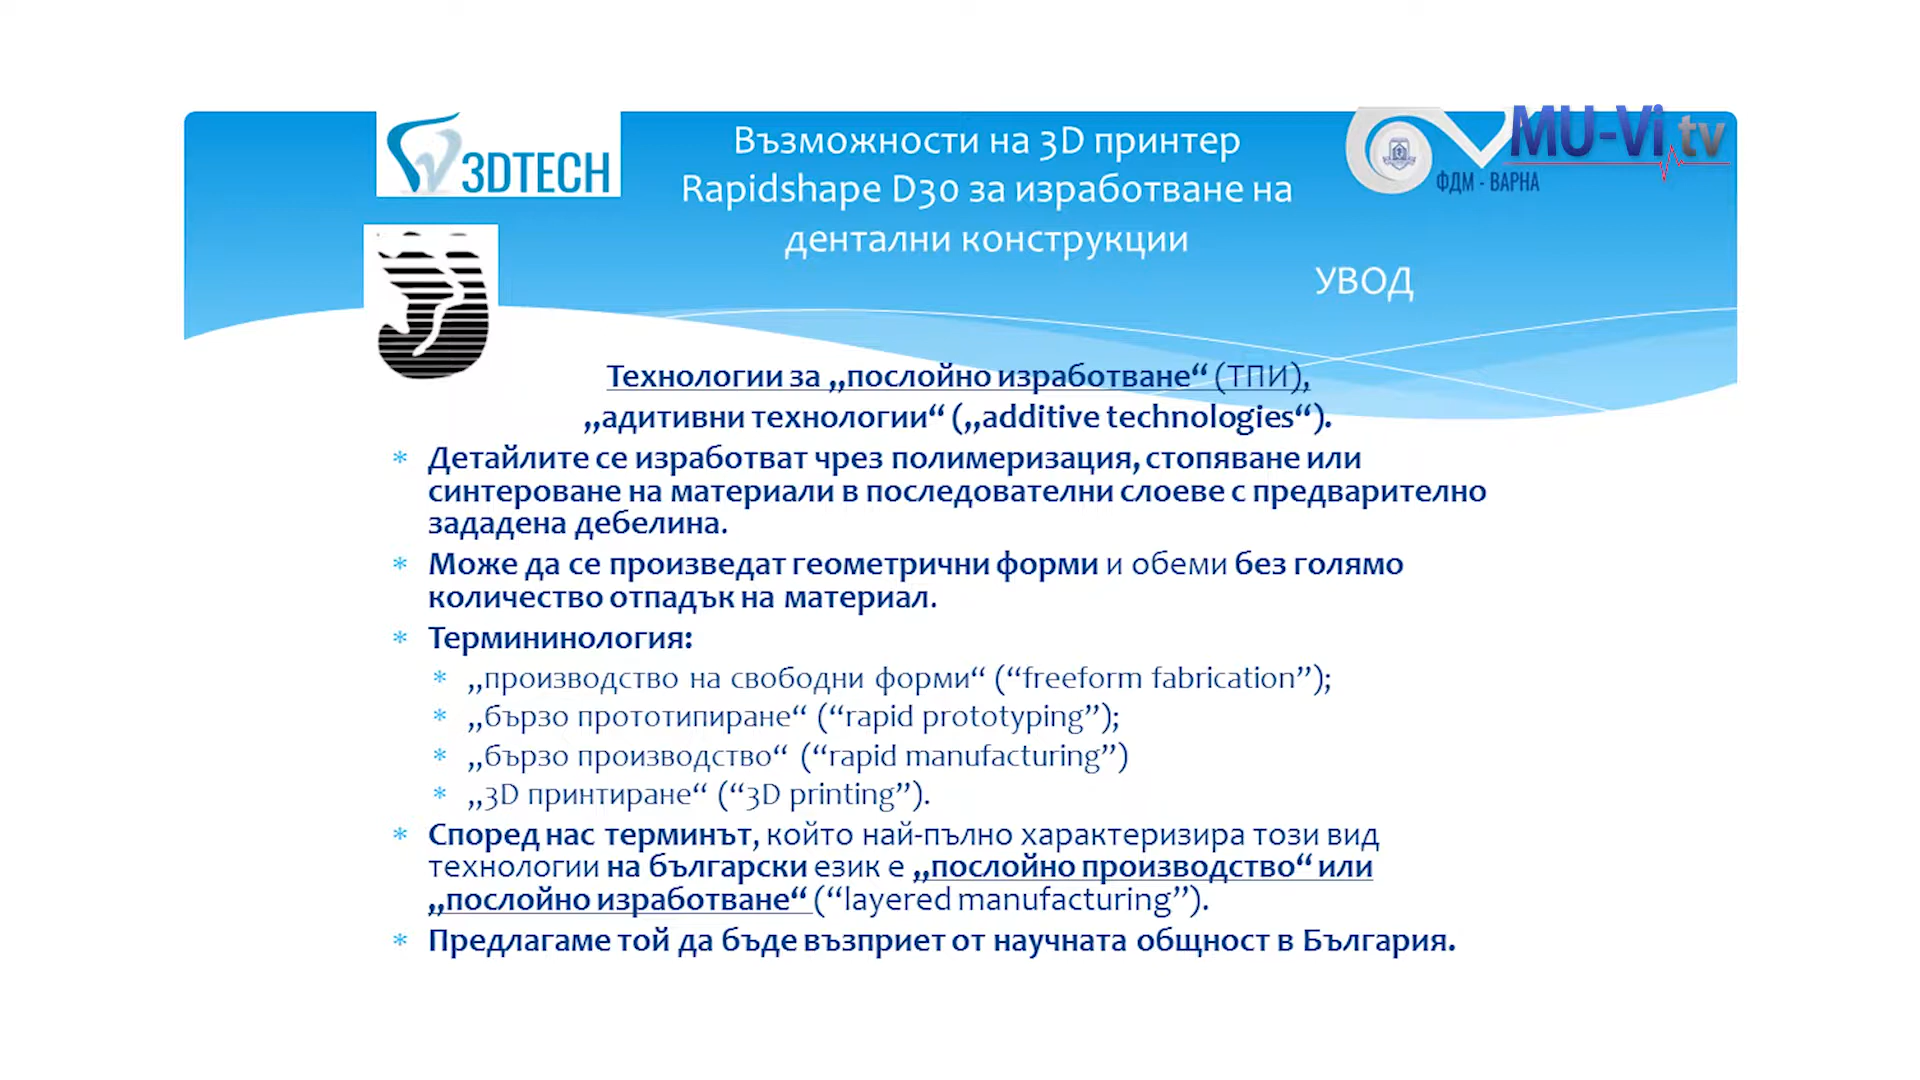 3DTECH
Възможности на 3D принтер
Rapidshape D30 за изработване на
дентални конструкции
УВОД
MU-Vi.tv
ФДМ - ВАРНА
Технологии за „послойно изработване“ (ТПИ),
„адитивни технологии“ („additive technologies“).
* Детайлите се изработват чрез полимеризация, стопяване или
синтероване на материали в последователни слоеве с предварително
зададена дебелина.
* Може да се произведат геометрични форми и обеми без голямо
количество отпадък на материал.
* Термининология:
* „производство на свободни форми“ (“freeform fabrication”);
* „бързо прототипиране“ (“rapid prototyping”);
* „бързо производство“ (“rapid manufacturing”)
* „3D принтиране“ (“3D printing”).
* Според нас терминът, който най-пълно характеризира този вид
технологии на български език е „послойно производство“ или
„послойно изработване“ (“layered manufacturing”).
* Предлагаме той да бъде възприет от научната общност в България.